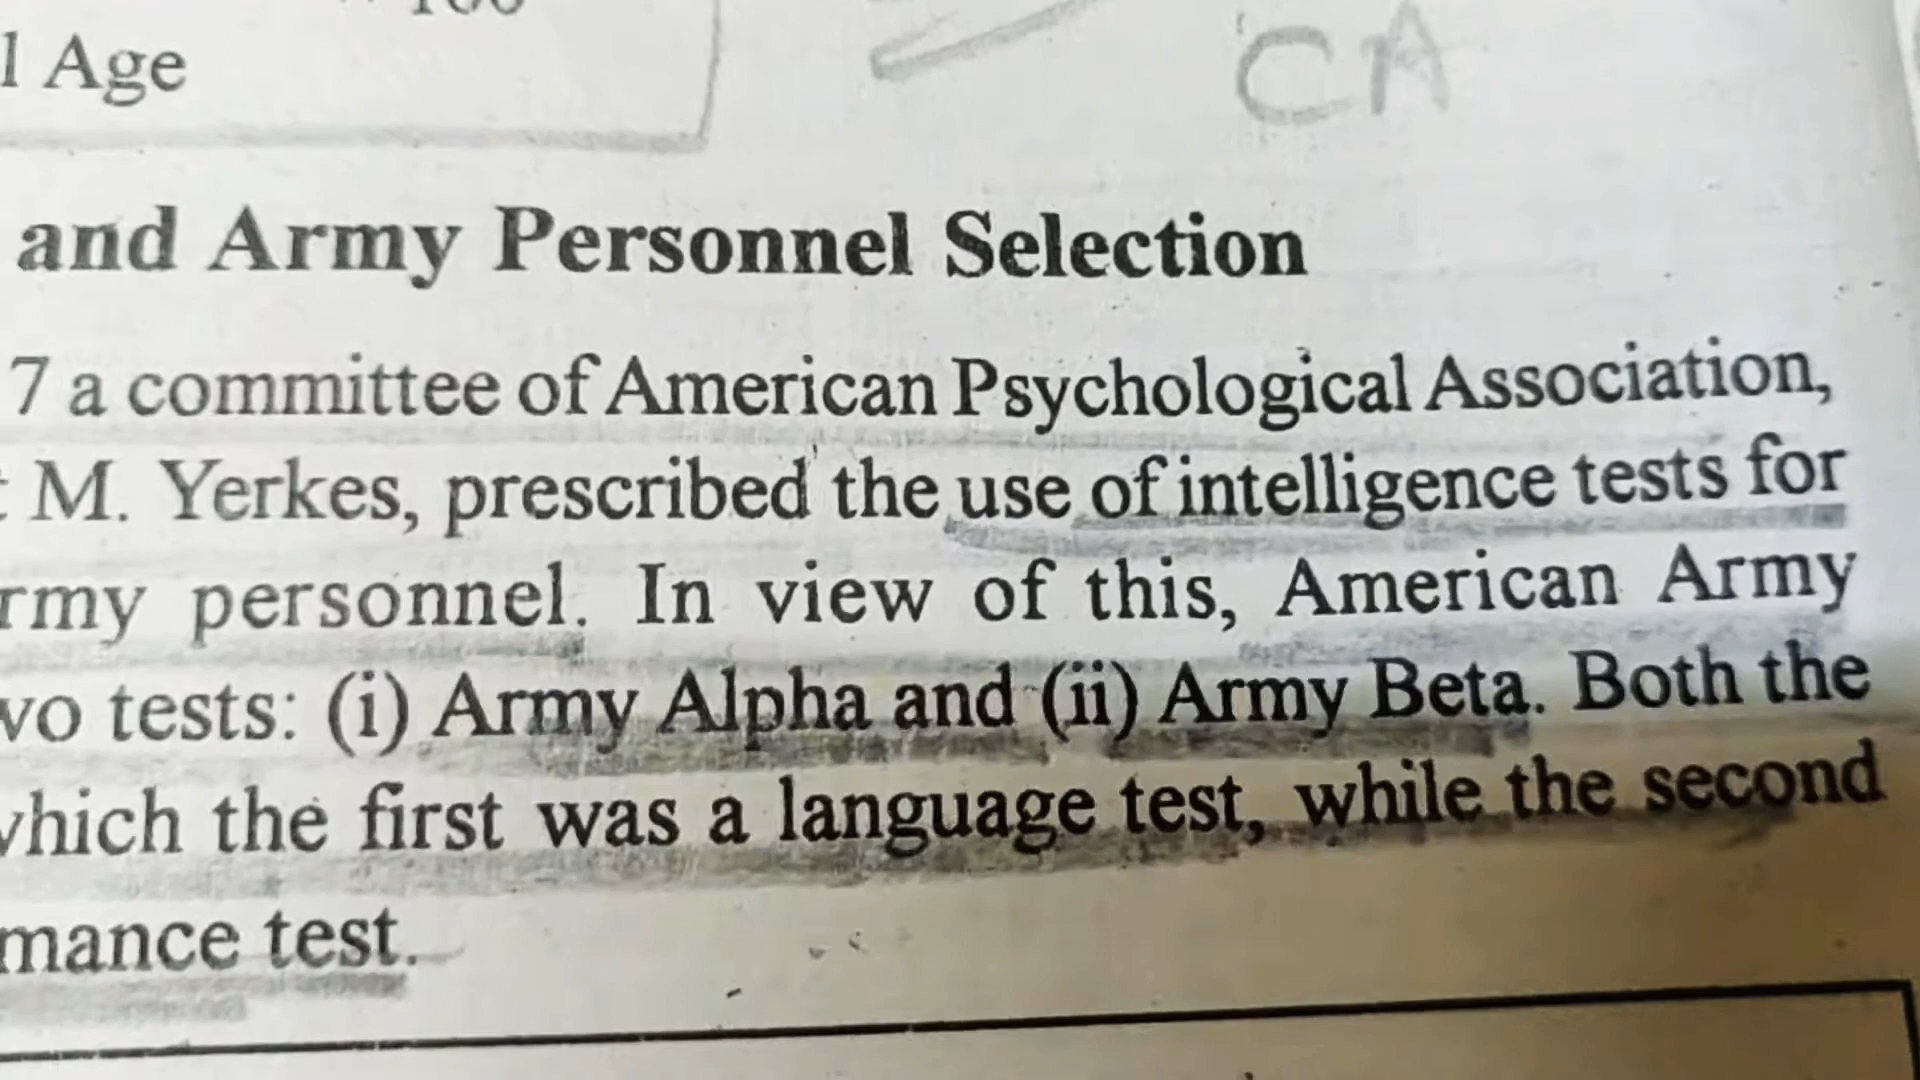 l Age
CA
and Army Personnel Selection
7 a committee of American Psychological Association,
M. Yerkes, prescribed the use of intelligence tests for
rmy personnel. In view of this, American Army
vo tests: (i) Army Alpha and (ii) Army Beta. Both the
which the first was a language test, while the second
mance test.